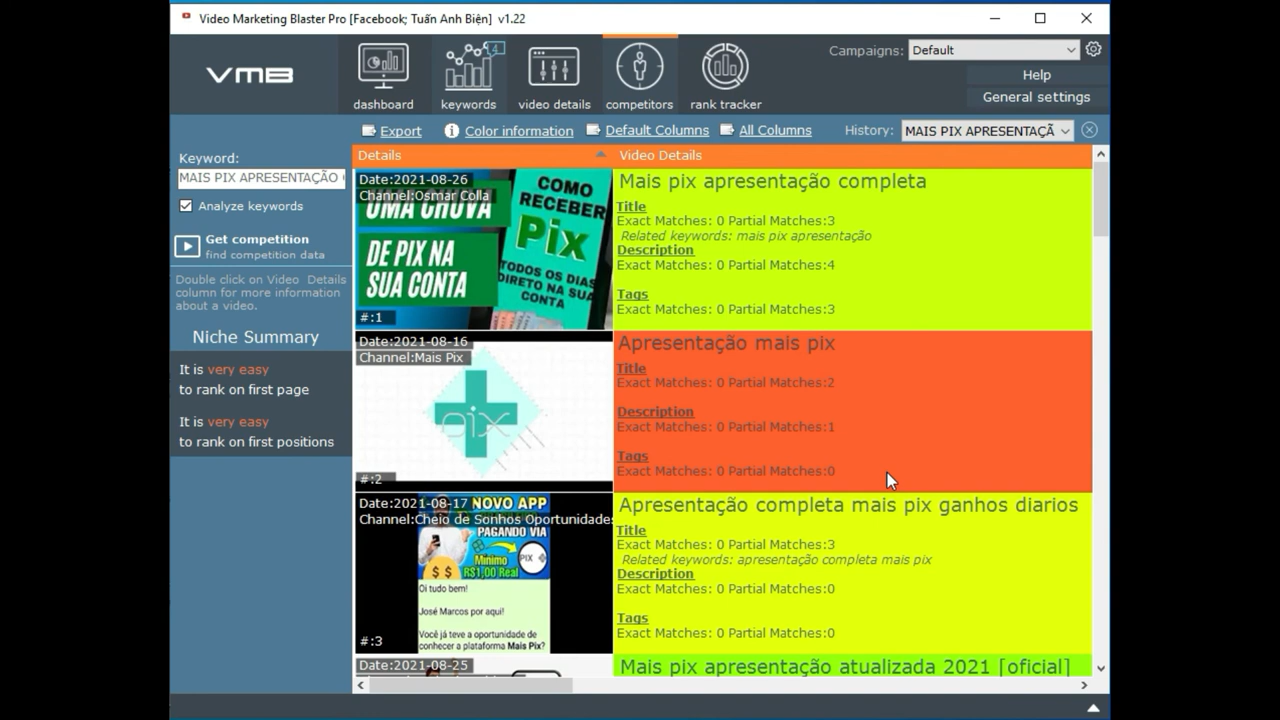 Video Marketing Blaster Pro [Facebook; Tuấn Anh Biện] v1.22
VMB
dashboard
4
keywords
video details
competitors
rank tracker
Campaigns: Default
Help
General settings
Export
Color information
Default Columns
All Columns
History: MAIS PIX APRESENTAÇÃ
Keyword:
MAIS PIX APRESENTAÇÃO
Analyze keywords
Get competition
find competition data
Double click on Video Details
column for more information
about a video.
Niche Summary
It is very easy
to rank on first page
It is very easy
to rank on first positions
Details
Video Details
Date:2021-08-26
Channel:Osmar Colla
UMA CHUVA
DE PIX NA
SUA CONTA
COMO
RECEBER
Pix
TODOS OS DIAS
DIRETO NA SUA
CONTA
#:1
Mais pix apresentação completa
Title
Exact Matches: 0 Partial Matches:3
Related keywords: mais pix apresentação
Description
Exact Matches: 0 Partial Matches:4
Tags
Exact Matches: 0 Partial Matches:3
Date:2021-08-16
Channel:Mais Pix
pix
#:2
Apresentação mais pix
Title
Exact Matches: 0 Partial Matches:2
Description
Exact Matches: 0 Partial Matches:1
Tags
Exact Matches: 0 Partial Matches:0
Date:2021-08-17
Channel:Cheio de Sonhos Oportunidade
NOVO APP
PAGANDO VIA
PIX
Mínimo
R$1,00 Real
Oi tudo bem!
José Marcos por aqui!
Você já teve a oportunidade de
conhecer a plataforma Mais Pix?
#:3
Apresentação completa mais pix ganhos diarios
Title
Exact Matches: 0 Partial Matches:3
Related keywords: apresentação completa mais pix
Description
Exact Matches: 0 Partial Matches:0
Tags
Exact Matches: 0 Partial Matches:0
Date:2021-08-25
Mais pix apresentação atualizada 2021 [oficial]